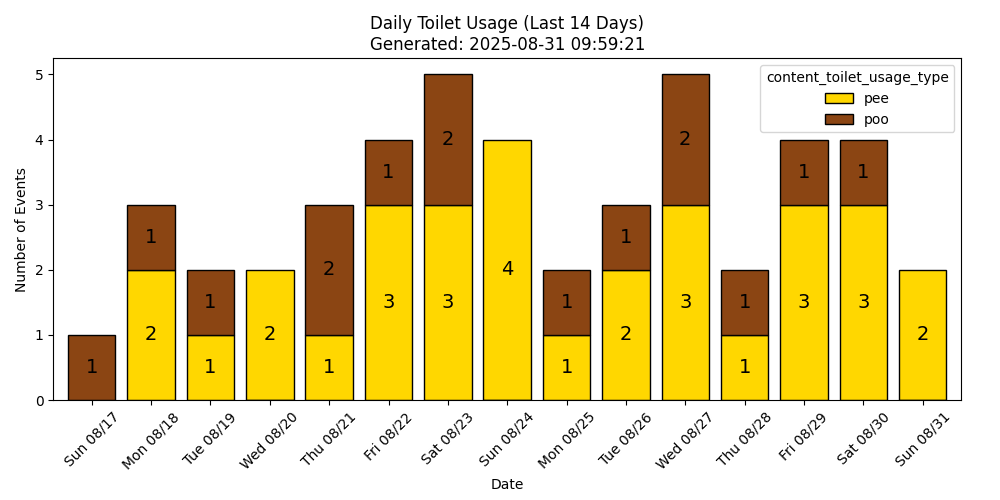 Daily Toilet Usage (Last 14 Days)
Generated: 2025-08-31 09:59:21
content_toilet_usage_type
pee
poo
Number of Events
5
4
3
2
1
0
1
2
1
1
1
2
1
2
3
1
3
2
4
1
1
2
1
3
2
1
1
3
1
3
1
2
Sun 08/17
Mon 08/18
Tue 08/19
Wed 08/20
Thu 08/21
Fri 08/22
Sat 08/23
Sun 08/24
Mon 08/25
Tue 08/26
Wed 08/27
Thu 08/28
Fri 08/29
Sat 08/30
Sun 08/31
Date